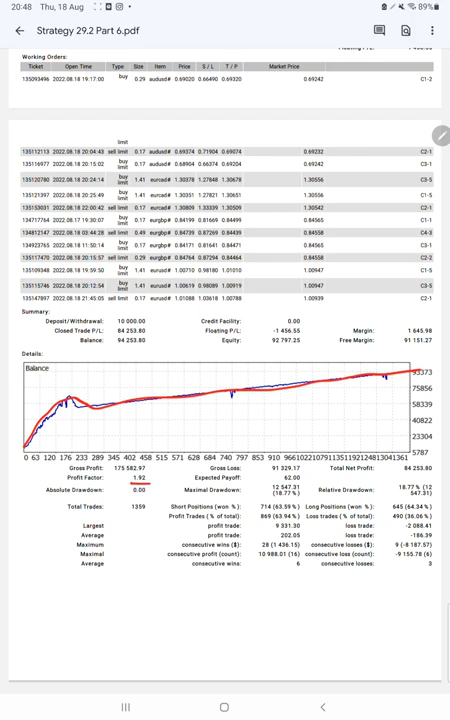 20:48 Thu, 18 Aug 89%
Strategy 29.2 Part 6.pdf
Working Orders:
Ticket Open Time Type Size Item Price S / L T / P Market Price
135093496 2022.08.18 19:17:00 buy 0.29 audusd# 0.69020 0.66490 0.69320 0.69242 C1-2
limit
135112113 2022.08.18 20:04:43 sell limit 0.17 audusd# 0.69374 0.71904 0.69074 0.69232 C2-1
135116977 2022.08.18 20:15:02 buy limit 0.17 audusd# 0.68904 0.66374 0.69204 0.69242 C3-1
135120780 2022.08.18 20:24:14 buy limit 1.41 eurcad# 1.30378 1.27848 1.30678 1.30556 C3-5
135121397 2022.08.18 20:25:49 buy limit 1.41 eurcad# 1.30351 1.27821 1.30651 1.30556 C1-5
135153031 2022.08.18 22:00:42 sell limit 0.17 eurcad# 1.30809 1.33339 1.30509 1.30542 C2-1
134717764 2022.08.17 19:30:07 buy limit 0.17 eurgbp# 0.84199 0.81669 0.84499 0.84565 C1-1
134812147 2022.08.18 03:44:28 sell limit 0.49 eurgbp# 0.84739 0.87269 0.84439 0.84558 C4-3
134923765 2022.08.18 11:50:14 buy limit 0.17 eurgbp# 0.84171 0.81641 0.84471 0.84565 C3-1
135117470 2022.08.18 20:15:57 sell limit 0.29 eurgbp# 0.84764 0.87294 0.84464 0.84558 C2-2
135109348 2022.08.18 19:59:50 buy limit 1.41 eurusd# 1.00710 0.98180 1.01010 1.00947 C1-5
135115746 2022.08.18 20:12:54 buy limit 1.41 eurusd# 1.00619 0.98089 1.00919 1.00947 C3-5
135147897 2022.08.18 21:45:05 sell limit 0.17 eurusd# 1.01088 1.03618 1.00788 1.00939 C2-1
Summary:
Deposit/Withdrawal: 10 000.00 Credit Facility: 0.00
Closed Trade P/L: 84 253.80 Floating P/L: -1 456.55 Margin: 1 645.98
Balance: 94 253.80 Equity: 92 797.25 Free Margin: 91 151.27
Details:
Balance
93373
75856
58339
40822
23304
5787
0 63 120 176 233 289 345 402 458 515 571 628 684 740 797 853 910 966 1022 1079 1135 1192 1248 1304 1361
Gross Profit: 175 582.97 Gross Loss: 91 329.17 Total Net Profit: 84 253.80
Profit Factor: 1.92 Expected Payoff: 62.00
Absolute Drawdown: 0.00 Maximal Drawdown: 12 547.31 (18.77 %) Relative Drawdown: 18.77 % (12 547.31)
Total Trades: 1359 Short Positions (won %): 714 (63.59 %) Long Positions (won %): 645 (64.34 %)
Profit Trades (% of total): 869 (63.94 %) Loss trades (% of total): 490 (36.06 %)
Largest profit trade: 9 331.30 loss trade: -2 088.41
Average profit trade: 202.05 loss trade: -186.39
Maximum consecutive wins ($): 28 (1 436.15) consecutive losses ($): 9 (-8 187.57)
Maximal consecutive profit (count): 10 988.01 (16) consecutive loss (count): -9 155.78 (6)
Average consecutive wins: 6 consecutive losses: 3